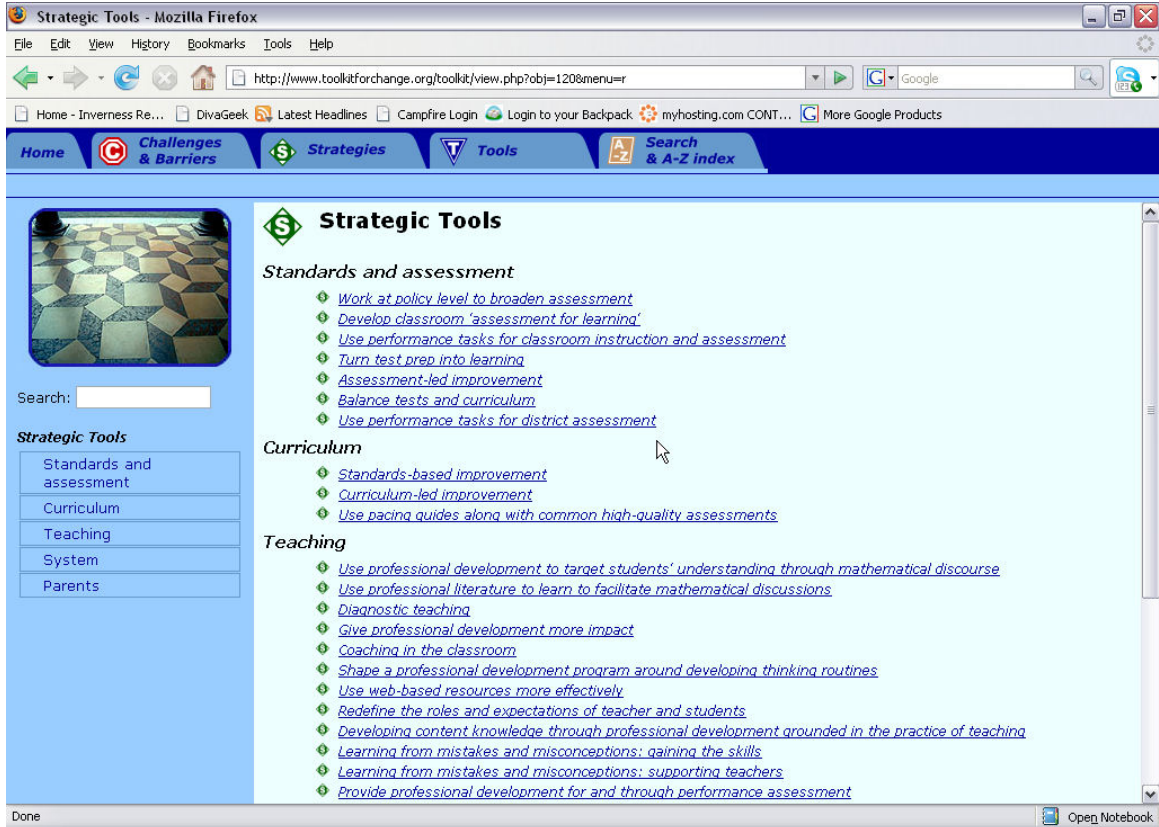 Strategic Tools - Mozilla Firefox
File Edit View History Bookmarks Tools Help
http://www.toolkitforchange.org/toolkit/view.php?obj=120&menu=r
G Google
123
Home - Inverness Re... DivaGeek Latest Headlines Campfire Login Login to your Backpack myhosting.com CONT... More Google Products
Home
C Challenges
& Barriers
S Strategies
T Tools
A-Z Search
& A-Z index
S Strategic Tools
Standards and assessment
Work at policy level to broaden assessment
Develop classroom 'assessment for learning'
Use performance tasks for classroom instruction and assessment
Turn test prep into learning
Assessment-led improvement
Balance tests and curriculum
Use performance tasks for district assessment
Curriculum
Standards-based improvement
Curriculum-led improvement
Use pacing guides along with common high-quality assessments
Teaching
Use professional development to target students' understanding through mathematical discourse
Use professional literature to learn to facilitate mathematical discussions
Diagnostic teaching
Give professional development more impact
Coaching in the classroom
Shape a professional development program around developing thinking routines
Use web-based resources more effectively
Redefine the roles and expectations of teacher and students
Developing content knowledge through professional development grounded in the practice of teaching
Learning from mistakes and misconceptions: gaining the skills
Learning from mistakes and misconceptions: supporting teachers
Provide professional development for and through performance assessment
Search:
Strategic Tools
Standards and
assessment
Curriculum
Teaching
System
Parents
Done
Open Notebook